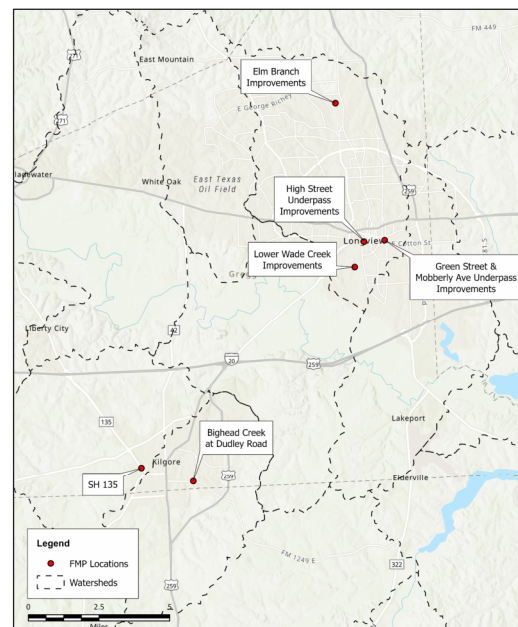 FM 449
271
East Mountain
Elm Branch
Improvements
E George Richey
271
East Texas
Oil Field
White Oak
259
High Street
Underpass
Improvements
Longview
E Cotton St
Lower Wade Creek
Improvements
Green Street &
Mobberly Ave Underpass
Improvements
Liberty City
42
20
259
135
Bighead Creek
at Dudley Road
Lakeport
Kilgore
SH 135
259
Elderville
Legend
FMP Locations
Watersheds
FM 1249 E
322
259
0 2.5 5
Miles